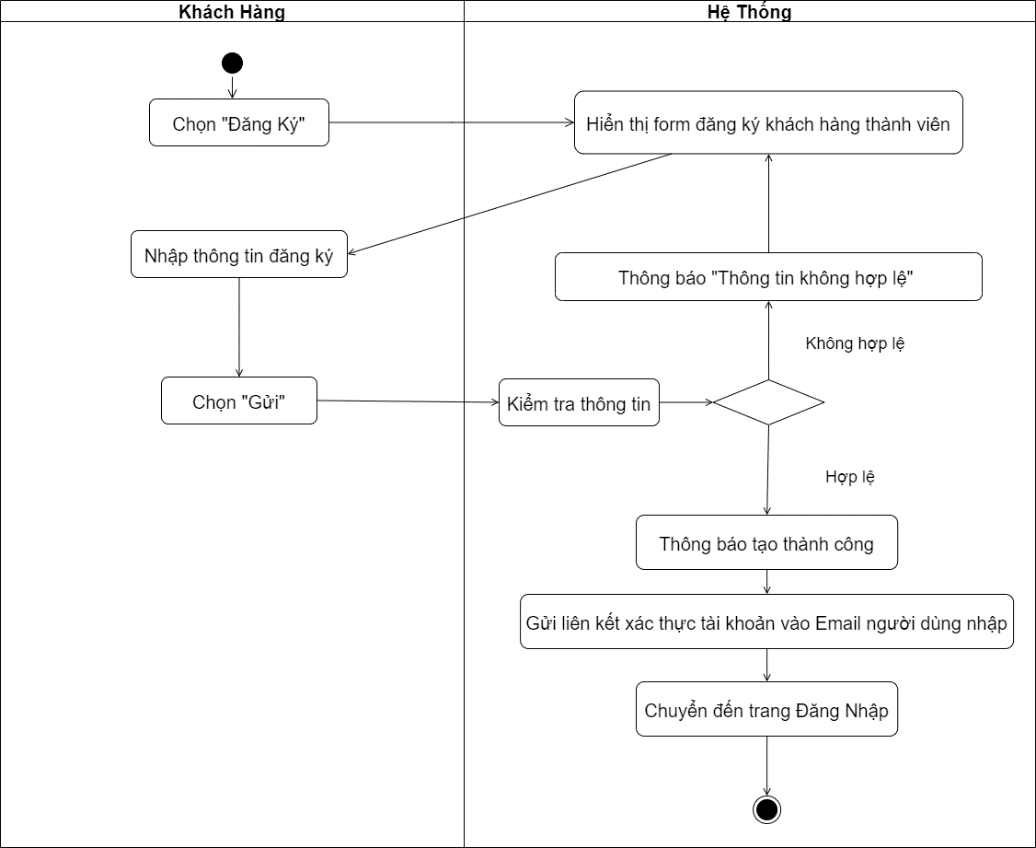 Khách Hàng
Hệ Thống
Chọn "Đăng Ký"
Hiển thị form đăng ký khách hàng thành viên
Nhập thông tin đăng ký
Thông báo "Thông tin không hợp lệ"
Không hợp lệ
Chọn "Gửi"
Kiểm tra thông tin
Hợp lệ
Thông báo tạo thành công
Gửi liên kết xác thực tài khoản vào Email người dùng nhập
Chuyển đến trang Đăng Nhập